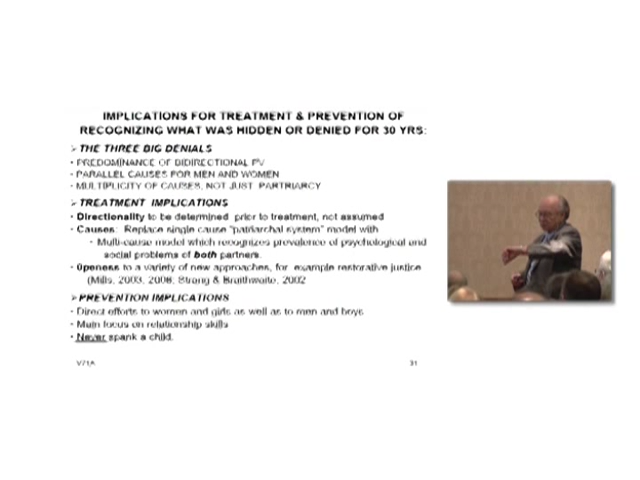 IMPLICATIONS FOR TREATMENT & PREVENTION OF
RECOGNIZING WHAT WAS HIDDEN OR DENIED FOR 30 YRS:
➢ THE THREE BIG DENIALS
• PREDOMINANCE OF BIDIRECTIONAL PV
• PARALLEL CAUSES FOR MEN AND WOMEN
• MULTIPLICITY OF CAUSES, NOT JUST PARTRIARCY
➢ TREATMENT IMPLICATIONS
• Directionality to be determined prior to treatment, not assumed
• Causes: Replace single cause "patriarchal system" model with
• Multi-cause model which recognizes prevalence of psychological and
social problems of both partners.
• Openess to a variety of new approaches, for example restorative justice
(Mills, 2003, 2008; Strang & Braithwaite, 2002
➢ PREVENTION IMPLICATIONS
• Direct efforts to women and girls as well as to men and boys
• Main focus on relationship skills
• Never spank a child.
31